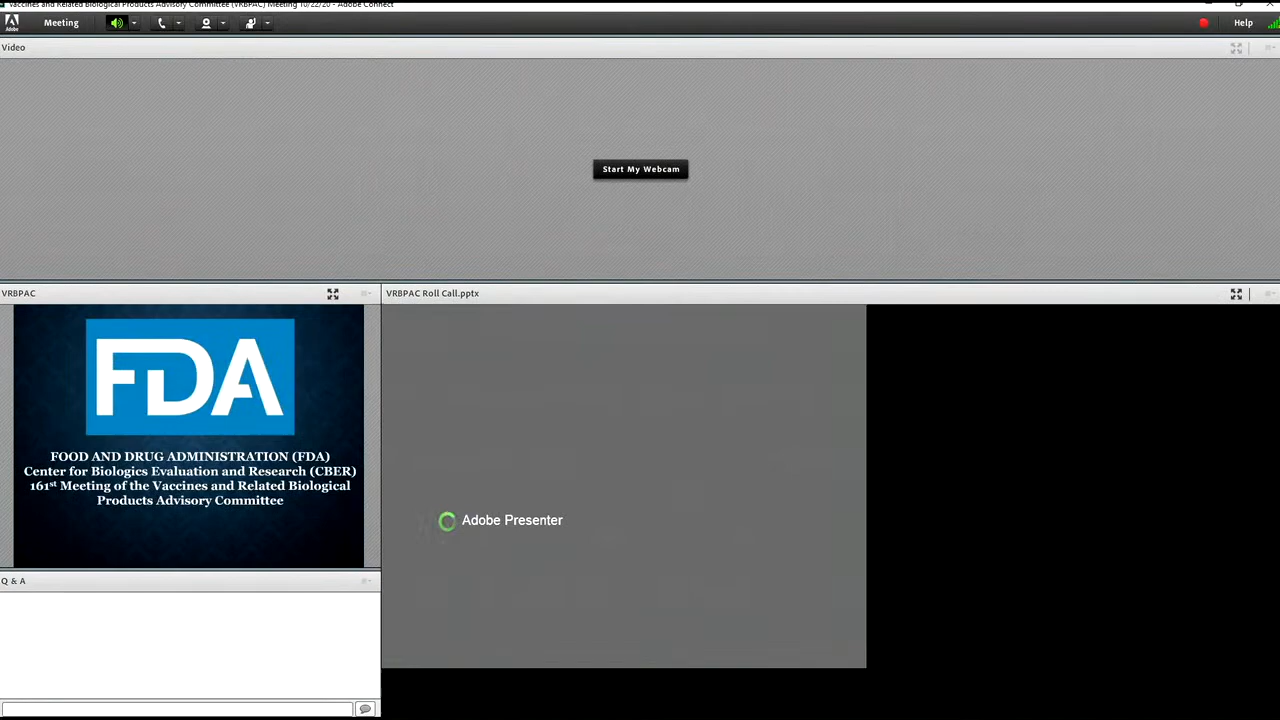 Vaccines and Related Biological Products Advisory Committee (VRBPAC) Meeting 10/22/20 - Adobe Connect
Adobe
Meeting
Help
Video
Start My Webcam
VRBPAC
VRBPAC Roll Call.pptx
FDA
FOOD AND DRUG ADMINISTRATION (FDA)
Center for Biologics Evaluation and Research (CBER)
161st Meeting of the Vaccines and Related Biological
Products Advisory Committee
Adobe Presenter
Q & A